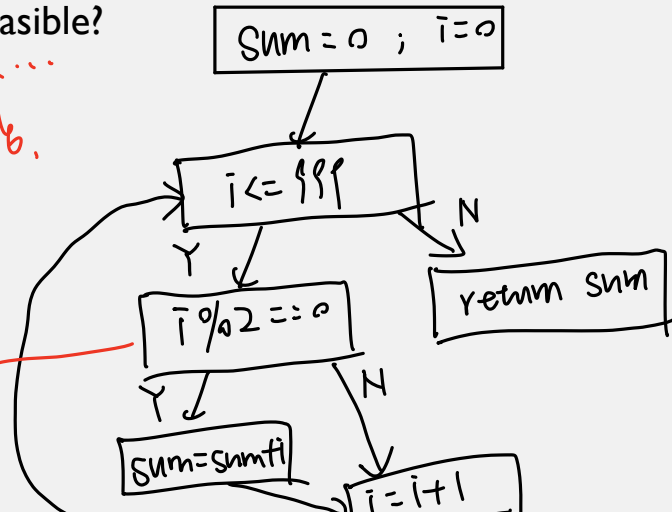 asible?
Sum = 0 ; i=0
i <= 999
Y
N
i%2 == 0
return sum
Y
N
sum=sum+i
i = i + 1